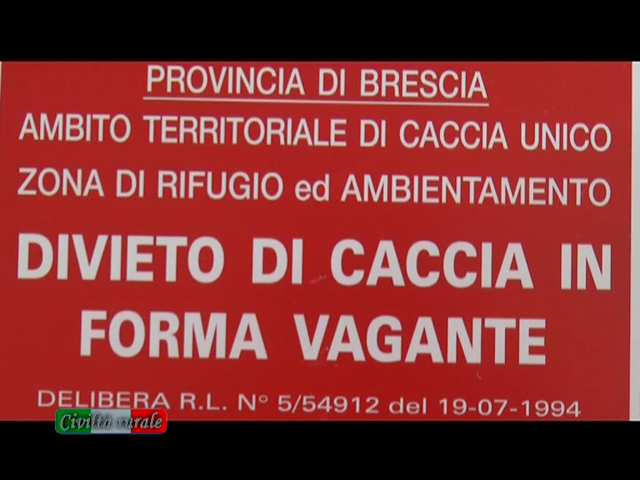 PROVINCIA DI BRESCIA
AMBITO TERRITORIALE DI CACCIA UNICO
ZONA DI RIFUGIO ed AMBIENTAMENTO
DIVIETO DI CACCIA IN
FORMA VAGANTE
DELIBERA R.L. N° 5/54912 del 19-07-1994
Civiltà rurale